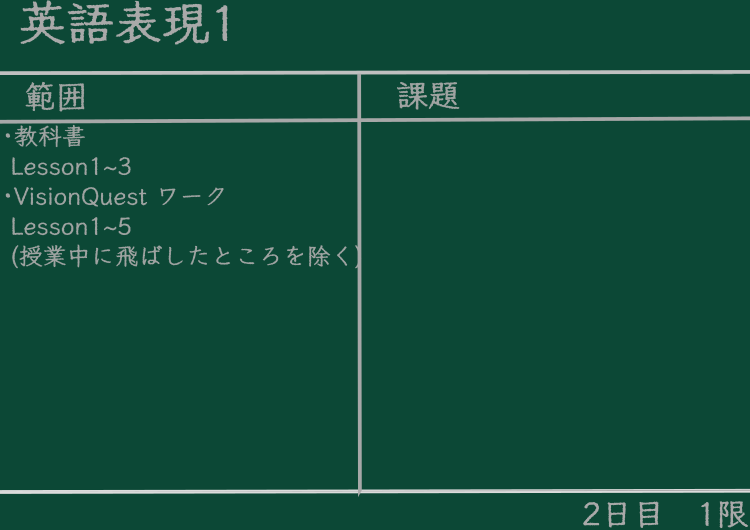 英語表現1
範囲
課題
・教科書
Lesson1~3
・VisionQuest ワーク
Lesson1~5
(授業中に飛ばしたところを除く)
2日目 1限